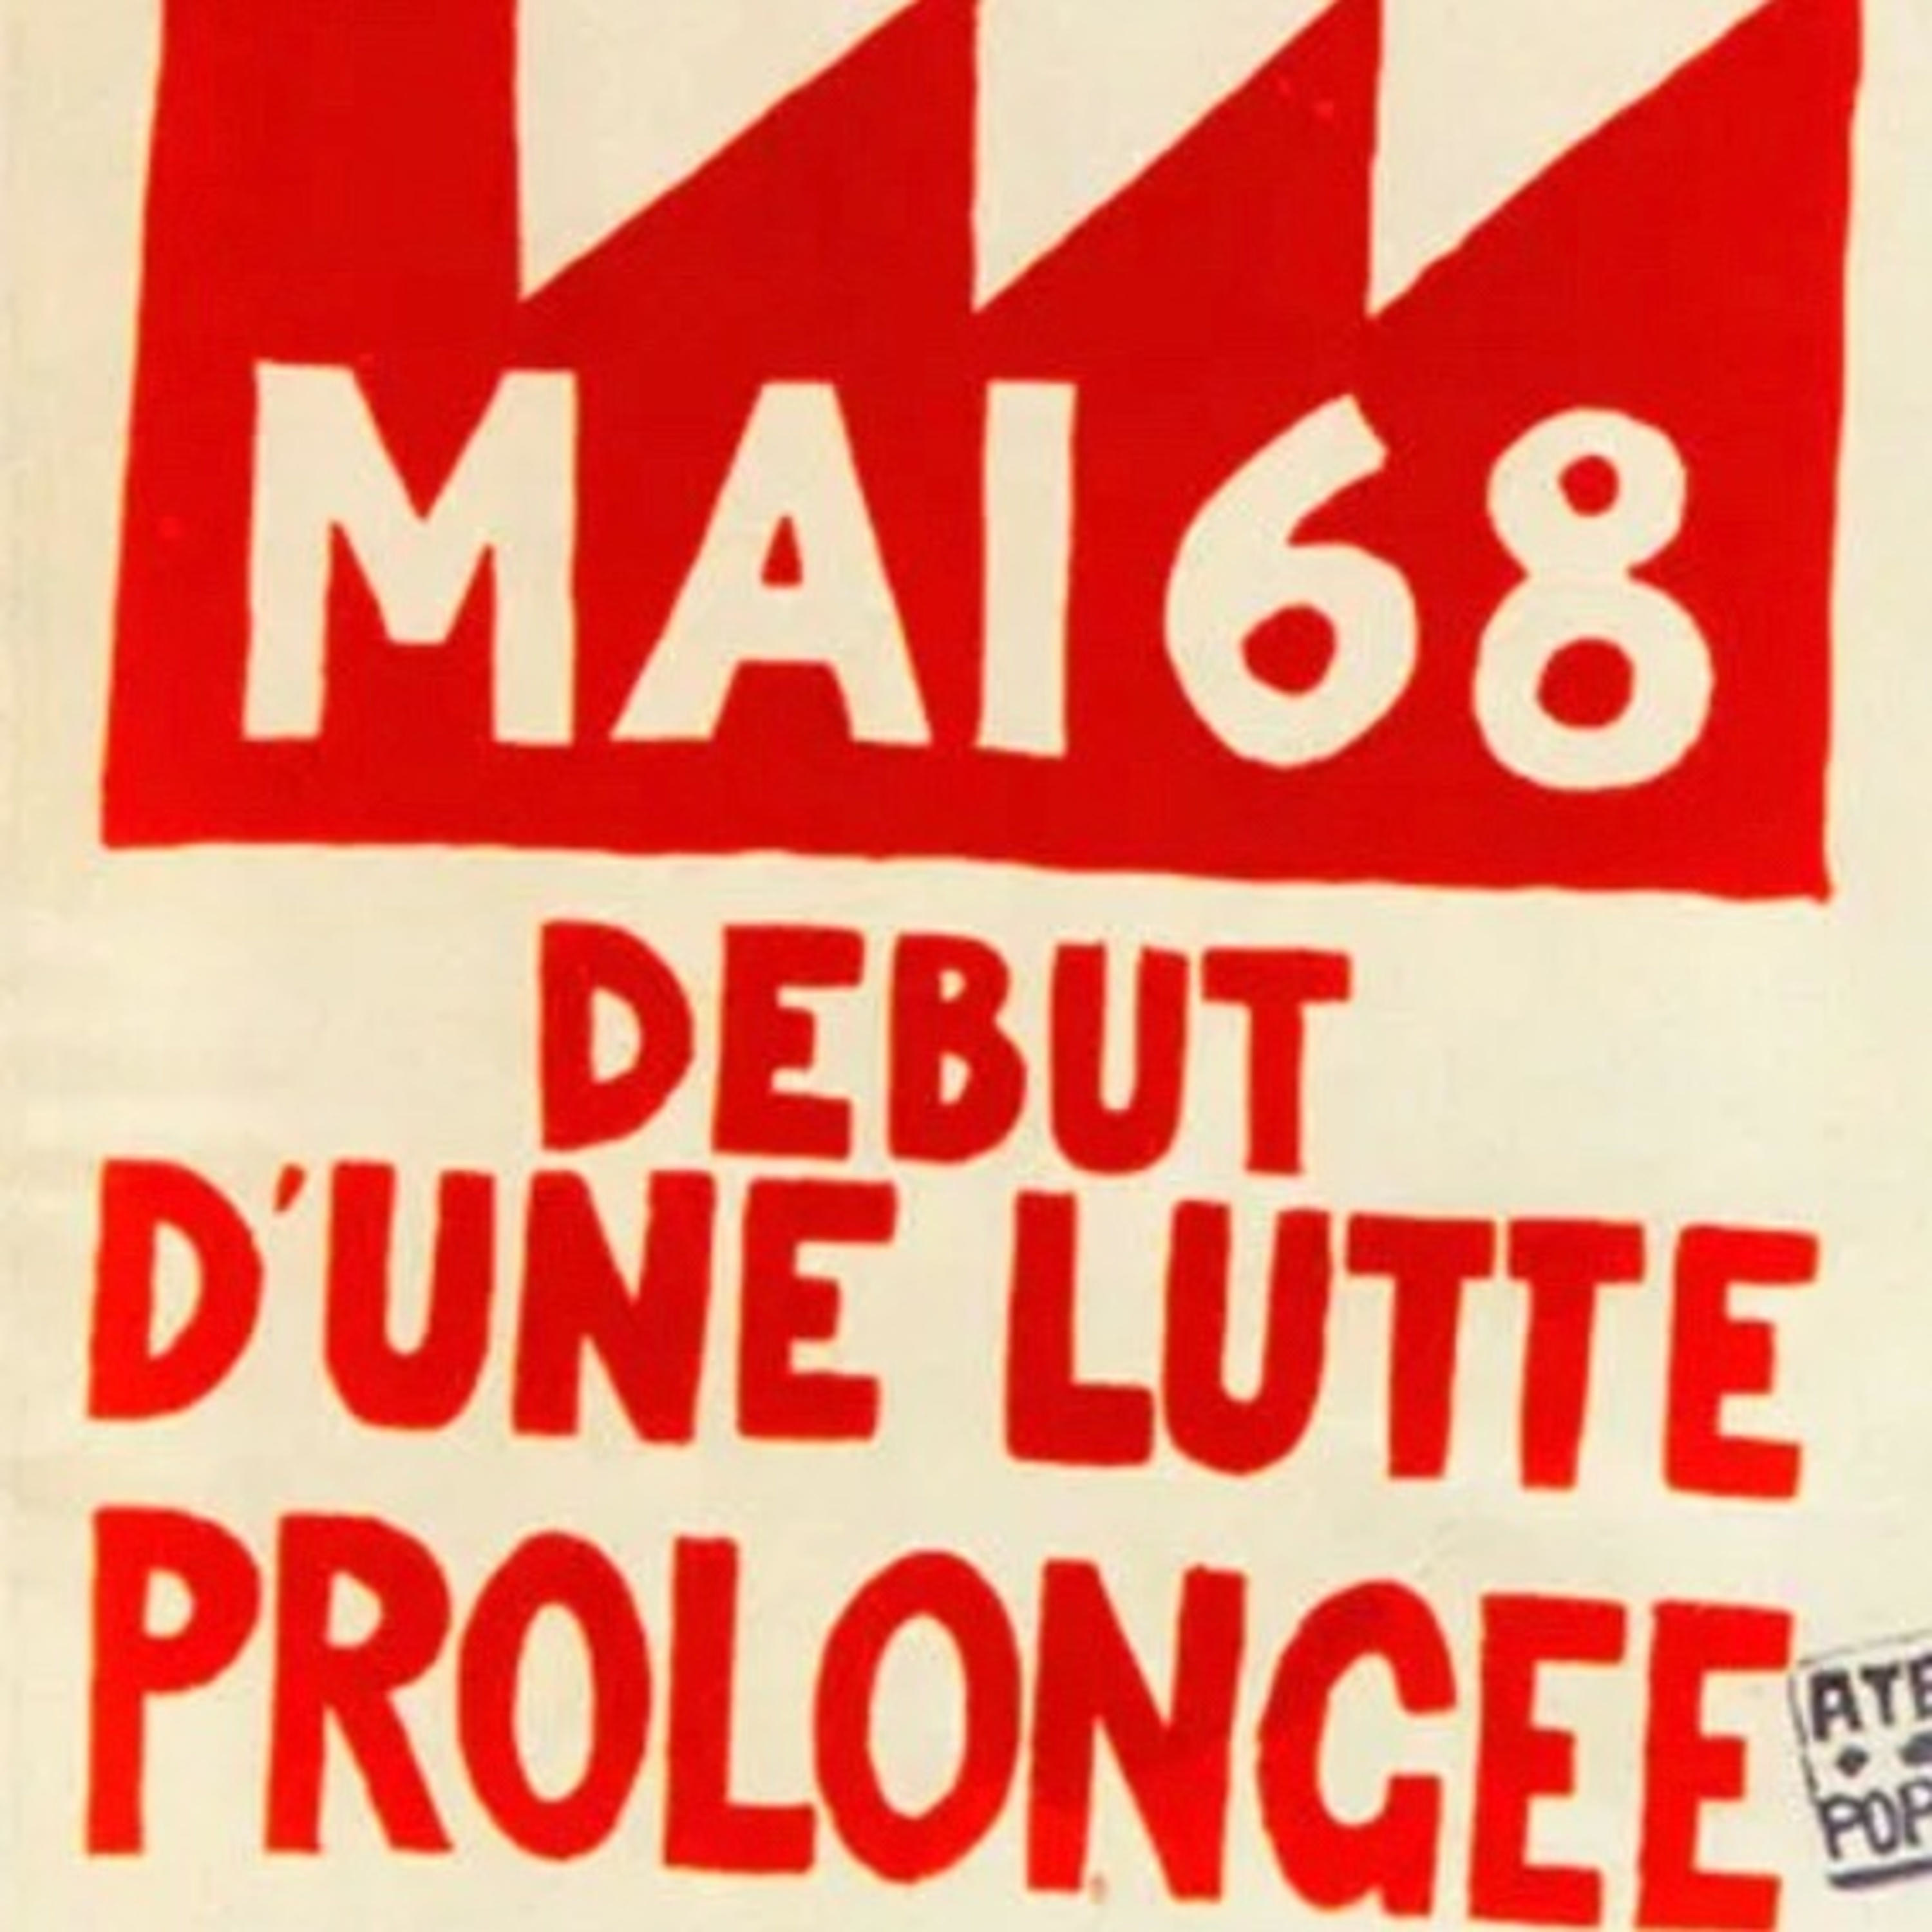 MAI 68
DEBUT
D'UNE LUTTE
PROLONGEE